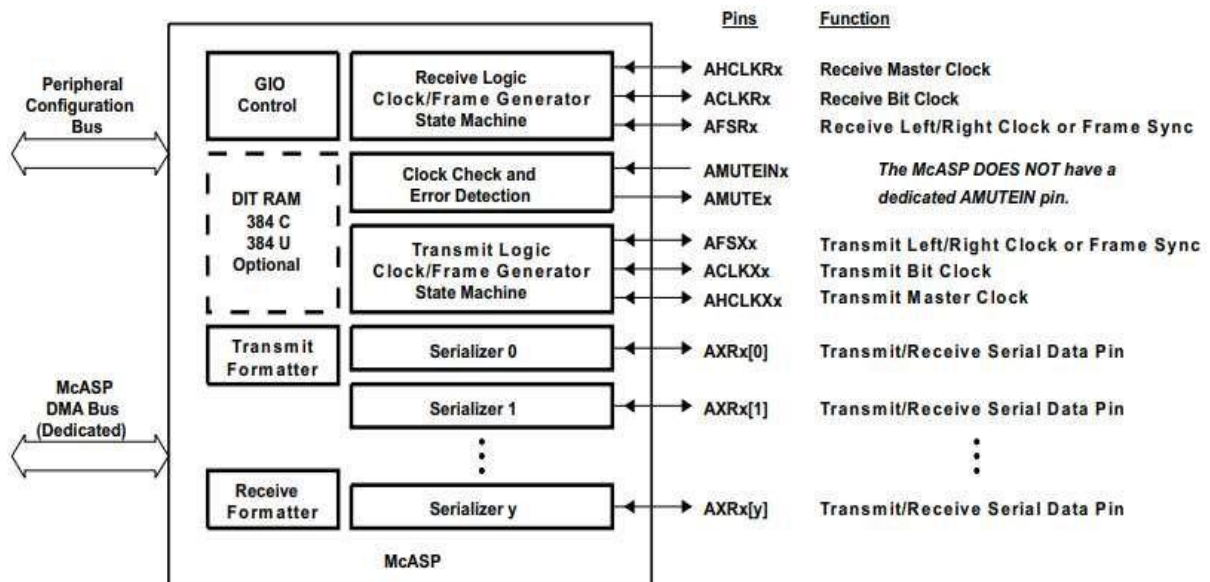 Pins Function
Peripheral
Configuration
Bus
McASP
DMA Bus
(Dedicated)
GIO
Control
DIT RAM
384 C
384 U
Optional
Transmit
Formatter
Receive
Formatter
Receive Logic
Clock/Frame Generator
State Machine
Clock Check and
Error Detection
Transmit Logic
Clock/Frame Generator
State Machine
Serializer 0
Serializer 1
Serializer y
McASP
AHCLKRx Receive Master Clock
ACLKRx Receive Bit Clock
AFSRx Receive Left/Right Clock or Frame Sync
AMUTEINx The McASP DOES NOT have a
AMUTEx dedicated AMUTEIN pin.
AFSXx Transmit Left/Right Clock or Frame Sync
ACLKXx Transmit Bit Clock
AHCLKXx Transmit Master Clock
AXRx[0] Transmit/Receive Serial Data Pin
AXRx[1] Transmit/Receive Serial Data Pin
AXRx[y] Transmit/Receive Serial Data Pin